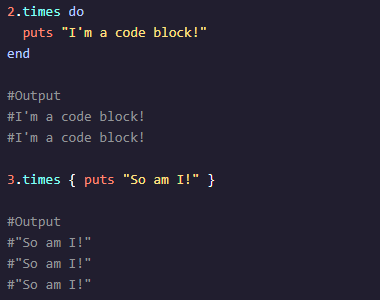 2.times do
  puts "I'm a code block!"
end

#Output
#I'm a code block!
#I'm a code block!

3.times { puts "So am I!" }

#Output
#"So am I!"
#"So am I!"
#"So am I!"